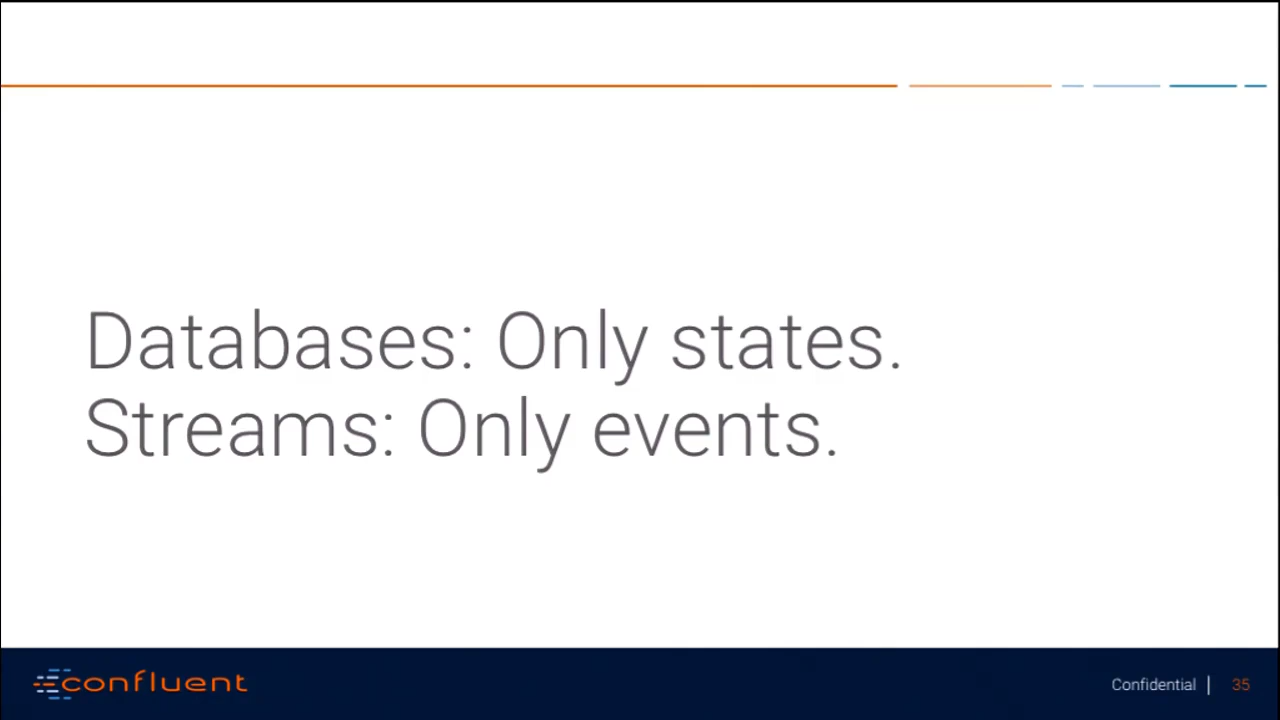 Databases: Only states.
Streams: Only events.
confluent
Confidential | 35